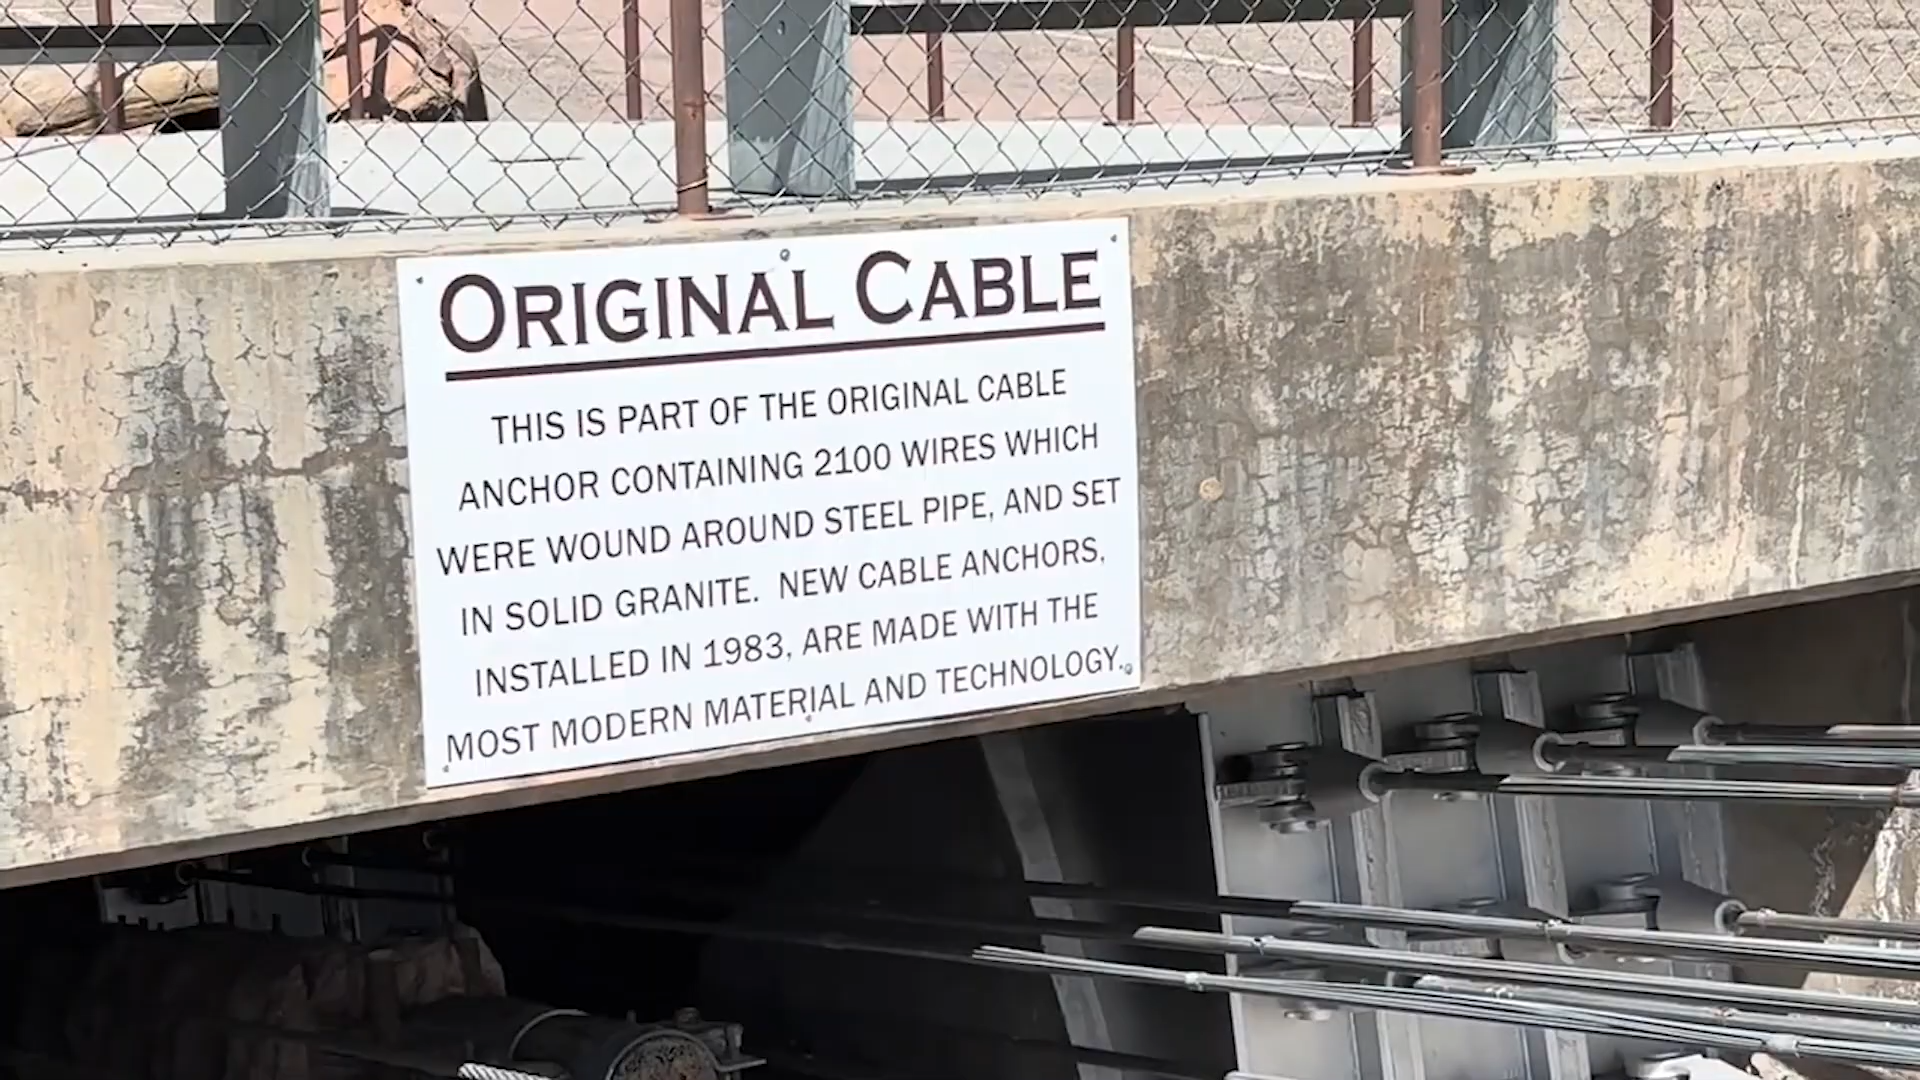 ORIGINAL CABLE
THIS IS PART OF THE ORIGINAL CABLE
ANCHOR CONTAINING 2100 WIRES WHICH
WERE WOUND AROUND STEEL PIPE, AND SET
IN SOLID GRANITE. NEW CABLE ANCHORS,
INSTALLED IN 1983, ARE MADE WITH THE
MOST MODERN MATERIAL AND TECHNOLOGY.